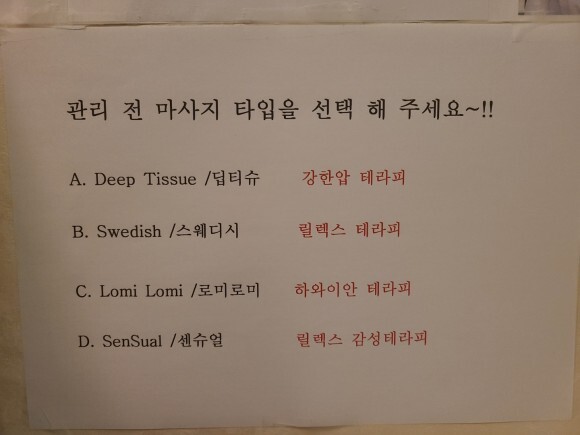 관리 전 마사지 타입을 선택 해 주세요~!!
A. Deep Tissue /딥티슈 강한압 테라피
B. Swedish /스웨디시 릴렉스 테라피
C. Lomi Lomi /로미로미 하와이안 테라피
D. SenSual /센슈얼 릴렉스 감성테라피